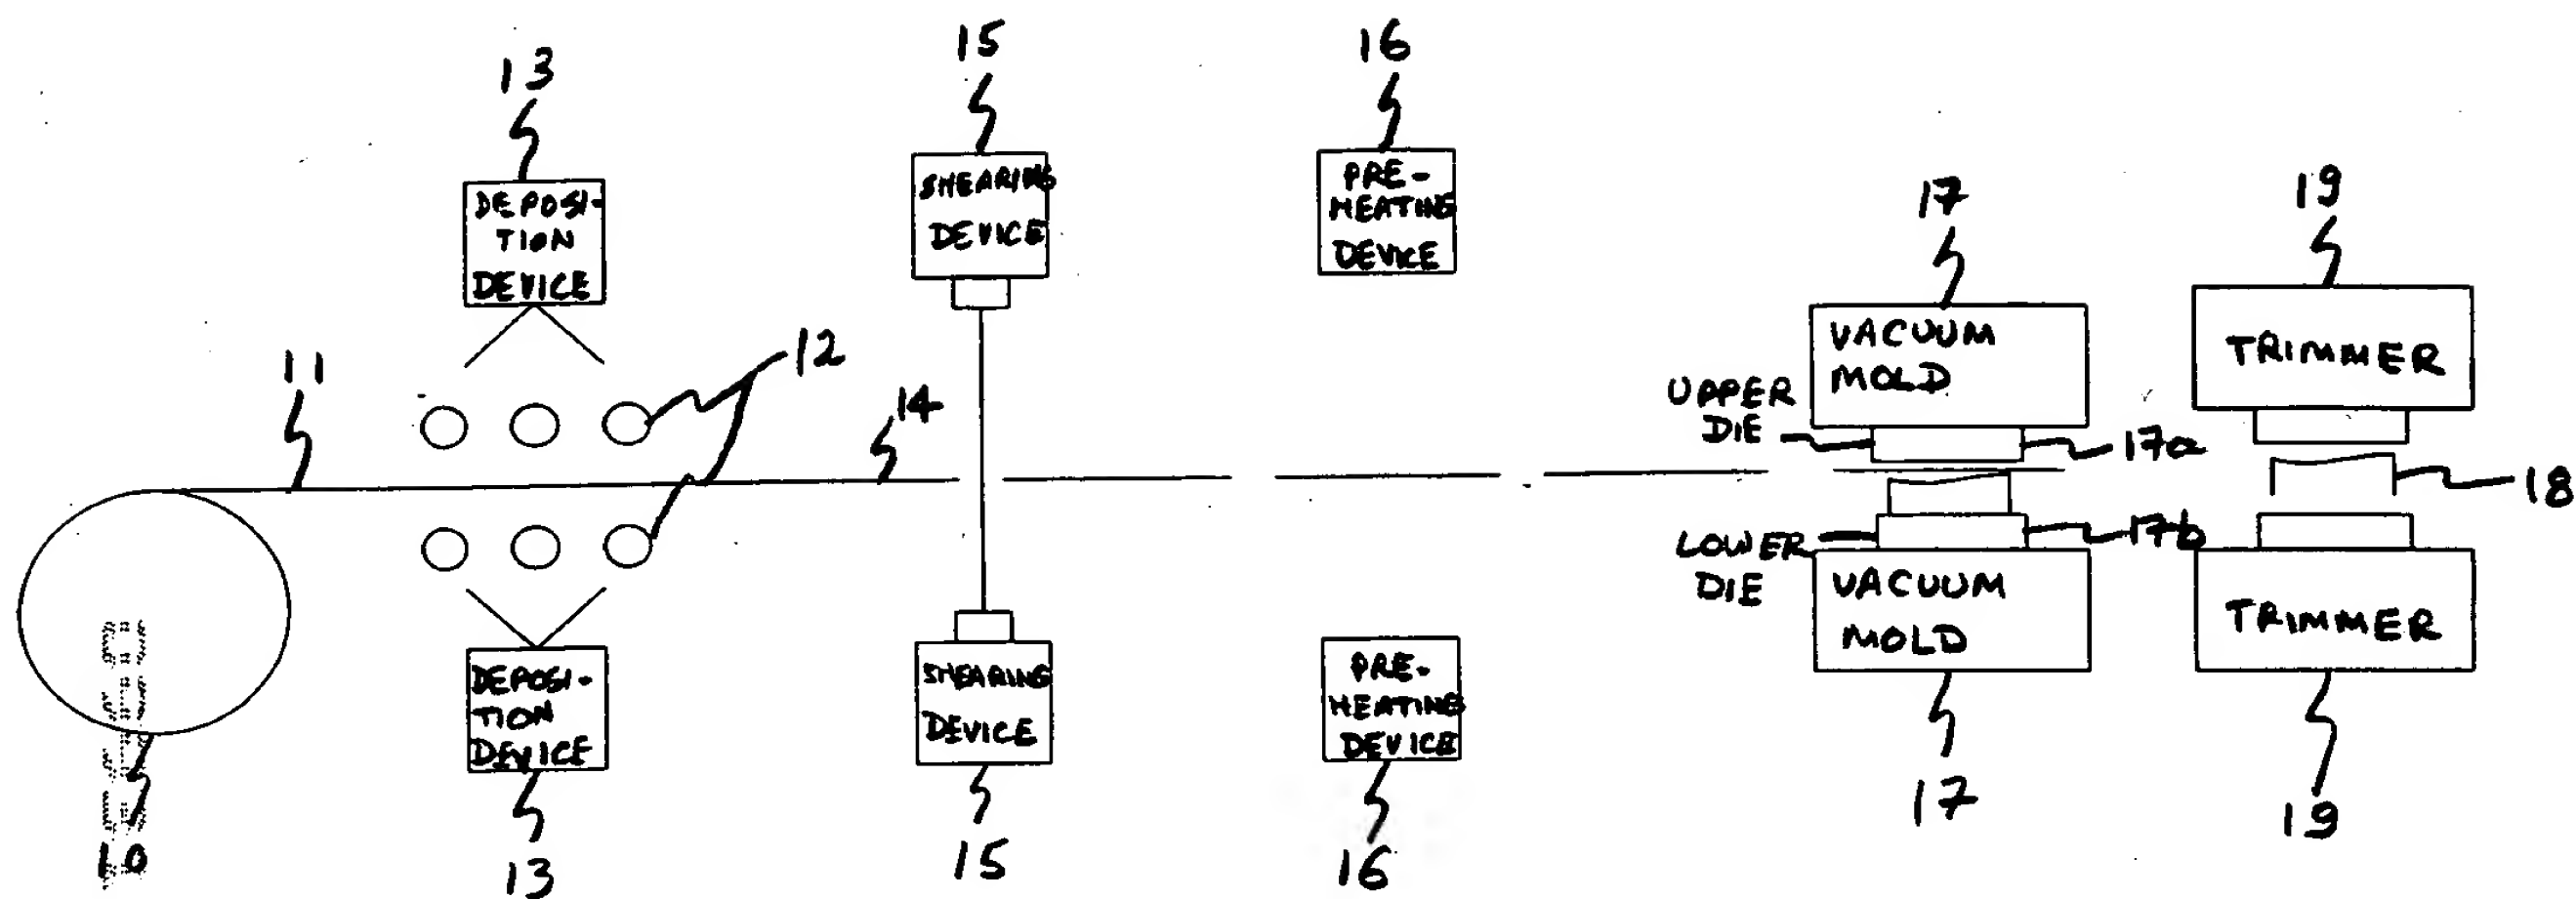 13
15
16
DEPOSI-
TION
DEVICE
SHEARING
DEVICE
PRE-
HEATING
DEVICE
17
19
VACUUM
MOLD
TRIMMER
11
12
14
UPPER
DIE
17a
18
LOWER
DIE
17b
VACUUM
MOLD
TRIMMER
DEPOSI-
TION
DEVICE
SHEARING
DEVICE
PRE-
HEATING
DEVICE
10
13
15
16
17
19